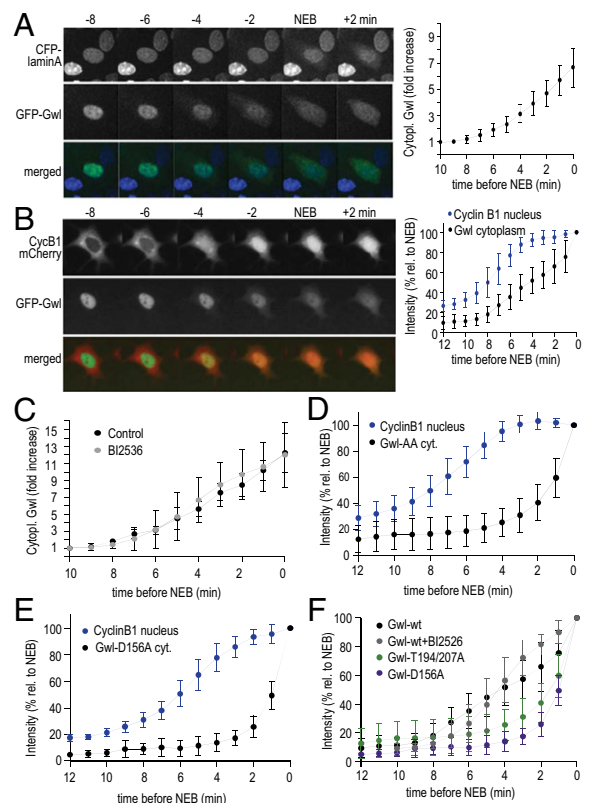 A
-8 -6 -4 -2 NEB +2 min
CFP-
laminA
GFP-Gwl
merged
Cytopl. Gwl (fold increase)
9
7
5
3
1
10 8 6 4 2 0
time before NEB (min)
B
-8 -6 -4 -2 NEB +2 min
CycB1
mCherry
GFP-Gwl
merged
Cyclin B1 nucleus
Gwl cytoplasm
Intensity (% rel. to NEB)
100
80
60
40
20
0
12 11 10 9 8 7 6 5 4 3 2 1 0
time before NEB (min)
C
Control
BI2536
Cytopl. Gwl (fold increase)
15
13
11
9
7
5
3
1
10 8 6 4 2 0
time before NEB (min)
D
CyclinB1 nucleus
Gwl-AA cyt.
Intensity (% rel. to NEB)
100
80
60
40
20
0
12 10 8 6 4 2 0
time before NEB (min)
E
CyclinB1 nucleus
Gwl-D156A cyt.
Intensity (% rel. to NEB)
100
80
60
40
20
0
12 10 8 6 4 2 0
time before NEB (min)
F
Gwl-wt
Gwl-wt+BI2526
Gwl-T194/207A
Gwl-D156A
Intensity (% rel. to NEB)
100
80
60
40
20
0
12 10 8 6 4 2 0
time before NEB (min)